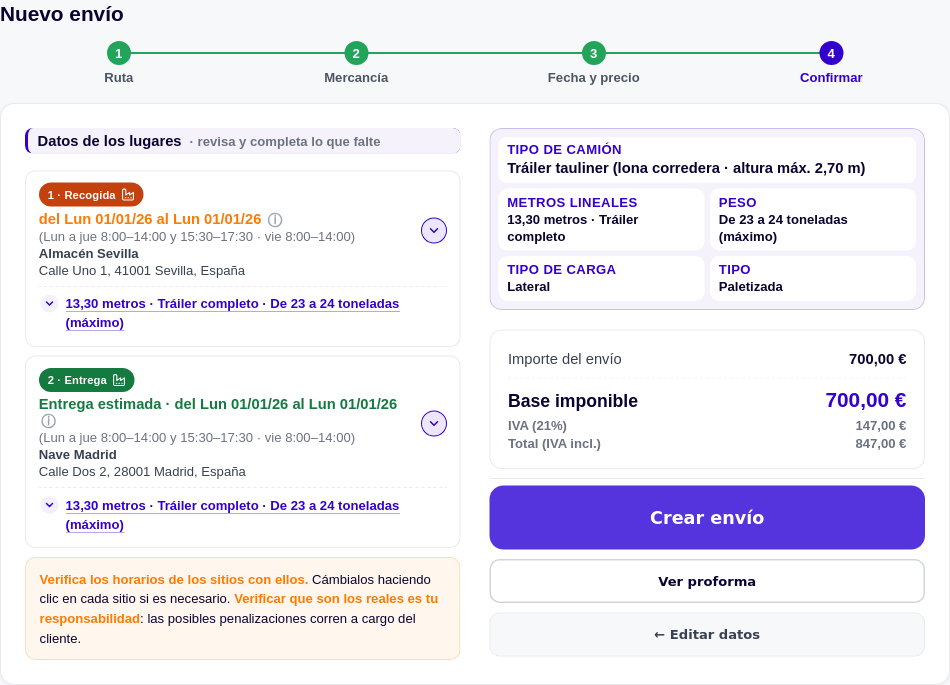 Nuevo envío
1
2
3
4
Ruta
Mercancía
Fecha y precio
Confirmar
Datos de los lugares · revisa y completa lo que falte
1 · Recogida
del Lun 01/01/26 al Lun 01/01/26 ⓘ
(Lun a jue 8:00–14:00 y 15:30–17:30 · vie 8:00–14:00)
Almacén Sevilla
Calle Uno 1, 41001 Sevilla, España
13,30 metros · Tráiler completo · De 23 a 24 toneladas
(máximo)
2 · Entrega
Entrega estimada · del Lun 01/01/26 al Lun 01/01/26
ⓘ
(Lun a jue 8:00–14:00 y 15:30–17:30 · vie 8:00–14:00)
Nave Madrid
Calle Dos 2, 28001 Madrid, España
13,30 metros · Tráiler completo · De 23 a 24 toneladas
(máximo)
Verifica los horarios de los sitios con ellos. Cámbialos haciendo
clic en cada sitio si es necesario. Verificar que son los reales es tu
responsabilidad: las posibles penalizaciones corren a cargo del
cliente.
TIPO DE CAMIÓN
Tráiler tauliner (lona corredera · altura máx. 2,70 m)
METROS LINEALES
13,30 metros · Tráiler
completo
PESO
De 23 a 24 toneladas
(máximo)
TIPO DE CARGA
Lateral
TIPO
Paletizada
Importe del envío 700,00 €
Base imponible 700,00 €
IVA (21%) 147,00 €
Total (IVA incl.) 847,00 €
Crear envío
Ver proforma
← Editar datos